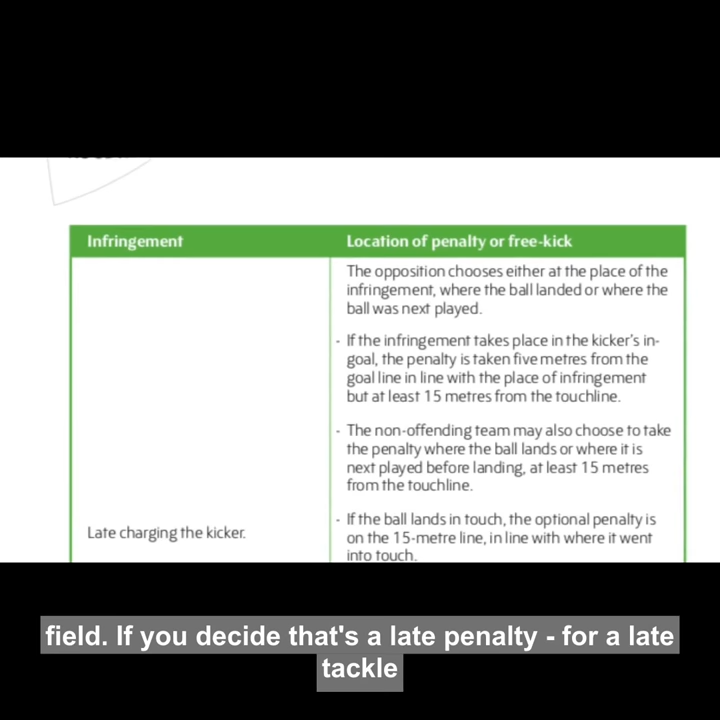 Infringement
Location of penalty or free-kick
The opposition chooses either at the place of the
infringement, where the ball landed or where the
ball was next played.
- If the infringement takes place in the kicker's in-
goal, the penalty is taken five metres from the
goal line in line with the place of infringement
but at least 15 metres from the touchline.
- The non-offending team may also choose to take
the penalty where the ball lands or where it is
next played before landing, at least 15 metres
from the touchline.
Late charging the kicker.
- If the ball lands in touch, the optional penalty is
on the 15-metre line, in line with where it went
into touch.
field. If you decide that's a late penalty - for a late
tackle